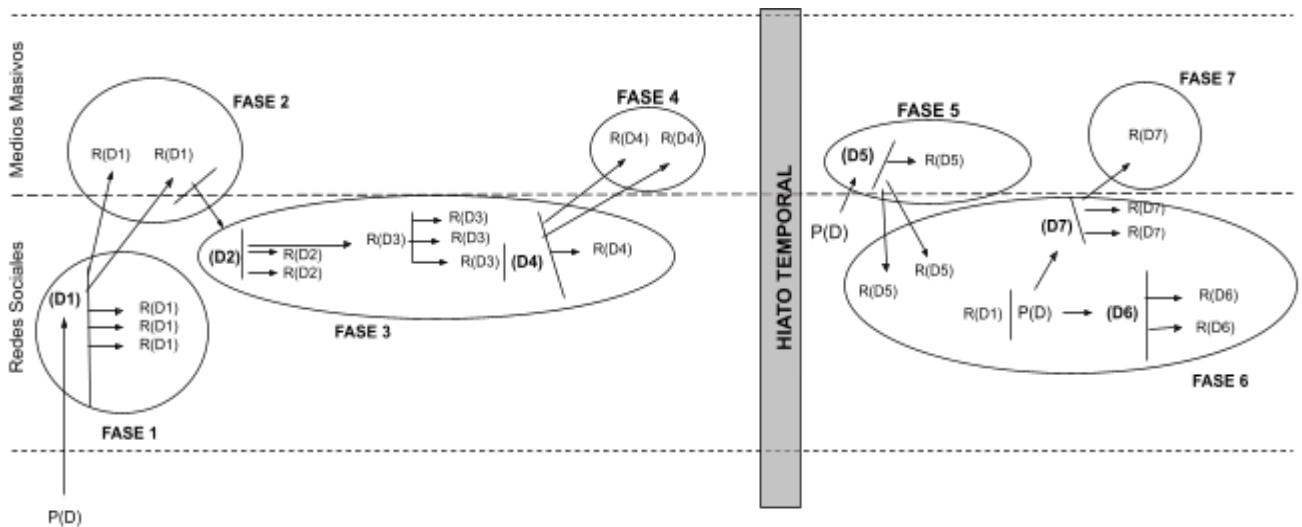 Medios Masivos
Redes Sociales
FASE 2
R(D1)
R(D1)
(D1)
R(D1)
R(D1)
R(D1)
FASE 1
P(D)
(D2)
R(D2)
R(D2)
R(D3)
R(D3)
R(D3)
R(D3)
(D4)
R(D4)
FASE 3
FASE 4
R(D4)
R(D4)
HIATO TEMPORAL
FASE 5
(D5)
R(D5)
P(D)
R(D5)
R(D5)
FASE 7
R(D7)
(D7)
R(D7)
R(D7)
R(D1)
P(D)
(D6)
R(D6)
R(D6)
FASE 6